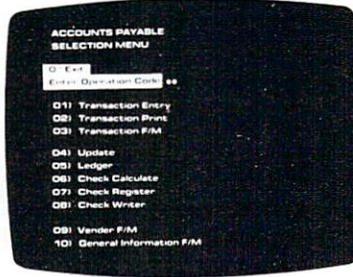 ACCOUNTS PAYABLE
SELECTION MENU
0: Exit
Enter Operation Code
01) Transaction Entry
02) Transaction Print
03) Transaction F/M
04) Update
05) Ledger
06) Check Calculate
07) Check Register
08) Check Writer
09) Vender F/M
10) General Information F/M